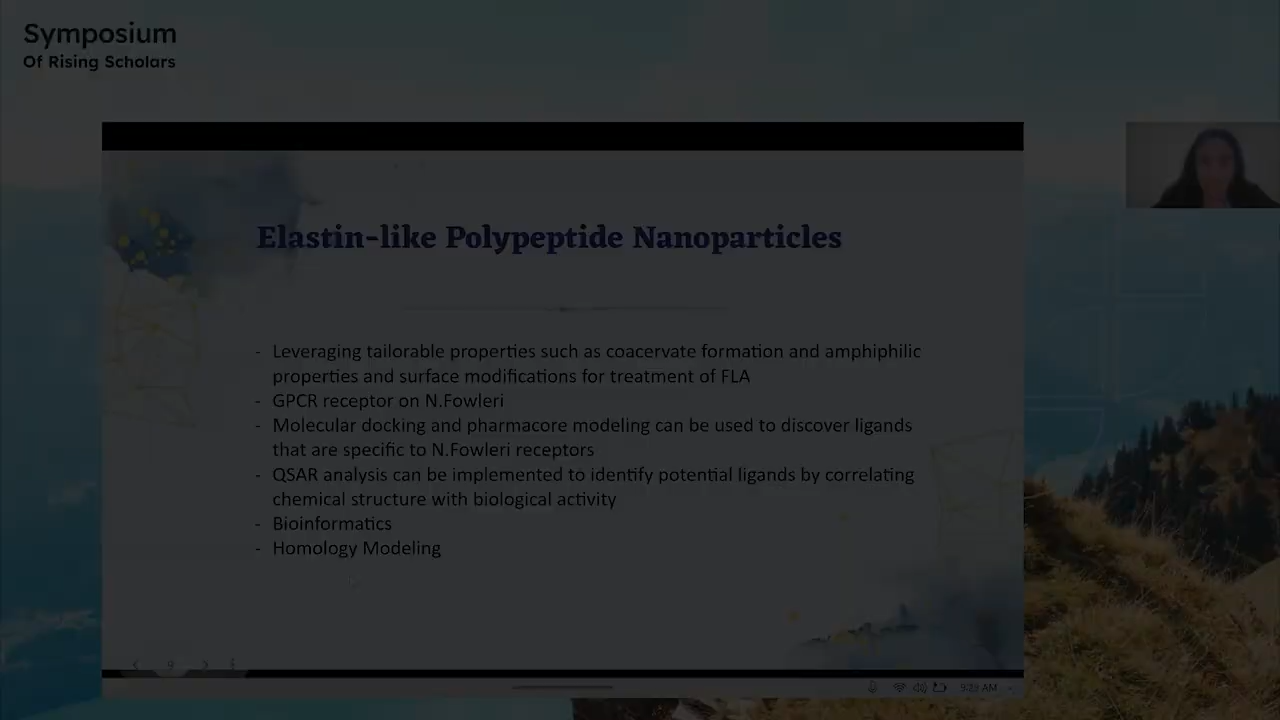 Symposium
Of Rising Scholars
Elastin-like Polypeptide Nanoparticles
- Leveraging tailorable properties such as coacervate formation and amphiphilic
properties and surface modifications for treatment of FLA
- GPCR receptor on N.Fowleri
- Molecular docking and pharmacore modeling can be used to discover ligands
that are specific to N.Fowleri receptors
- QSAR analysis can be implemented to identify potential ligands by correlating
chemical structure with biological activity
- Bioinformatics
- Homology Modeling
9